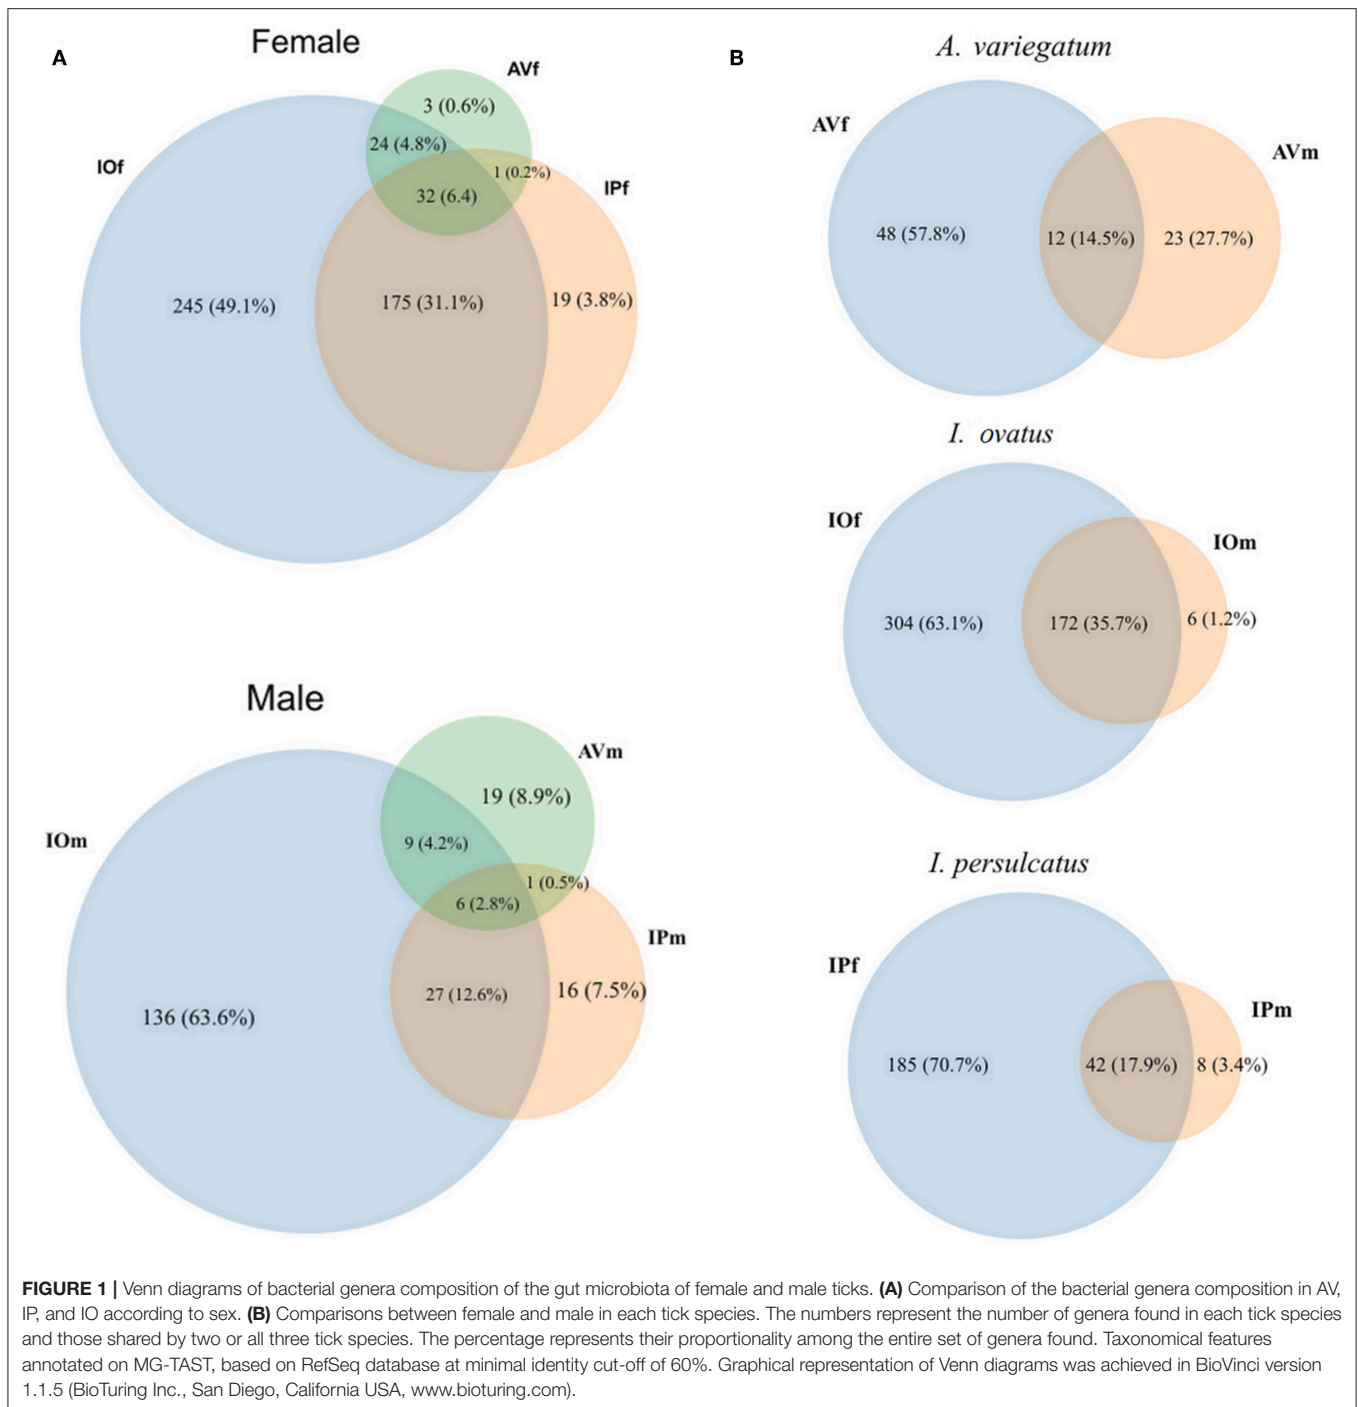 A
Female
AVf
3 (0.6%)
24 (4.8%)
IOf
1 (0.2%)
IPf
32 (6.4)
245 (49.1%)
175 (31.1%)
19 (3.8%)
Male
AVm
19 (8.9%)
IOm
9 (4.2%)
1 (0.5%)
6 (2.8%)
IPm
27 (12.6%)
16 (7.5%)
136 (63.6%)
B
A. variegatum
AVf
AVm
48 (57.8%)
12 (14.5%)
23 (27.7%)
I. ovatus
IOf
IOm
304 (63.1%)
172 (35.7%)
6 (1.2%)
I. persulcatus
IPf
IPm
185 (70.7%)
42 (17.9%)
8 (3.4%)
FIGURE 1 | Venn diagrams of bacterial genera composition of the gut microbiota of female and male ticks. (A) Comparison of the bacterial genera composition in AV,
IP, and IO according to sex. (B) Comparisons between female and male in each tick species. The numbers represent the number of genera found in each tick species
and those shared by two or all three tick species. The percentage represents their proportionality among the entire set of genera found. Taxonomical features
annotated on MG-TAST, based on RefSeq database at minimal identity cut-off of 60%. Graphical representation of Venn diagrams was achieved in BioVinci version
1.1.5 (BioTuring Inc., San Diego, California USA, www.bioturing.com).